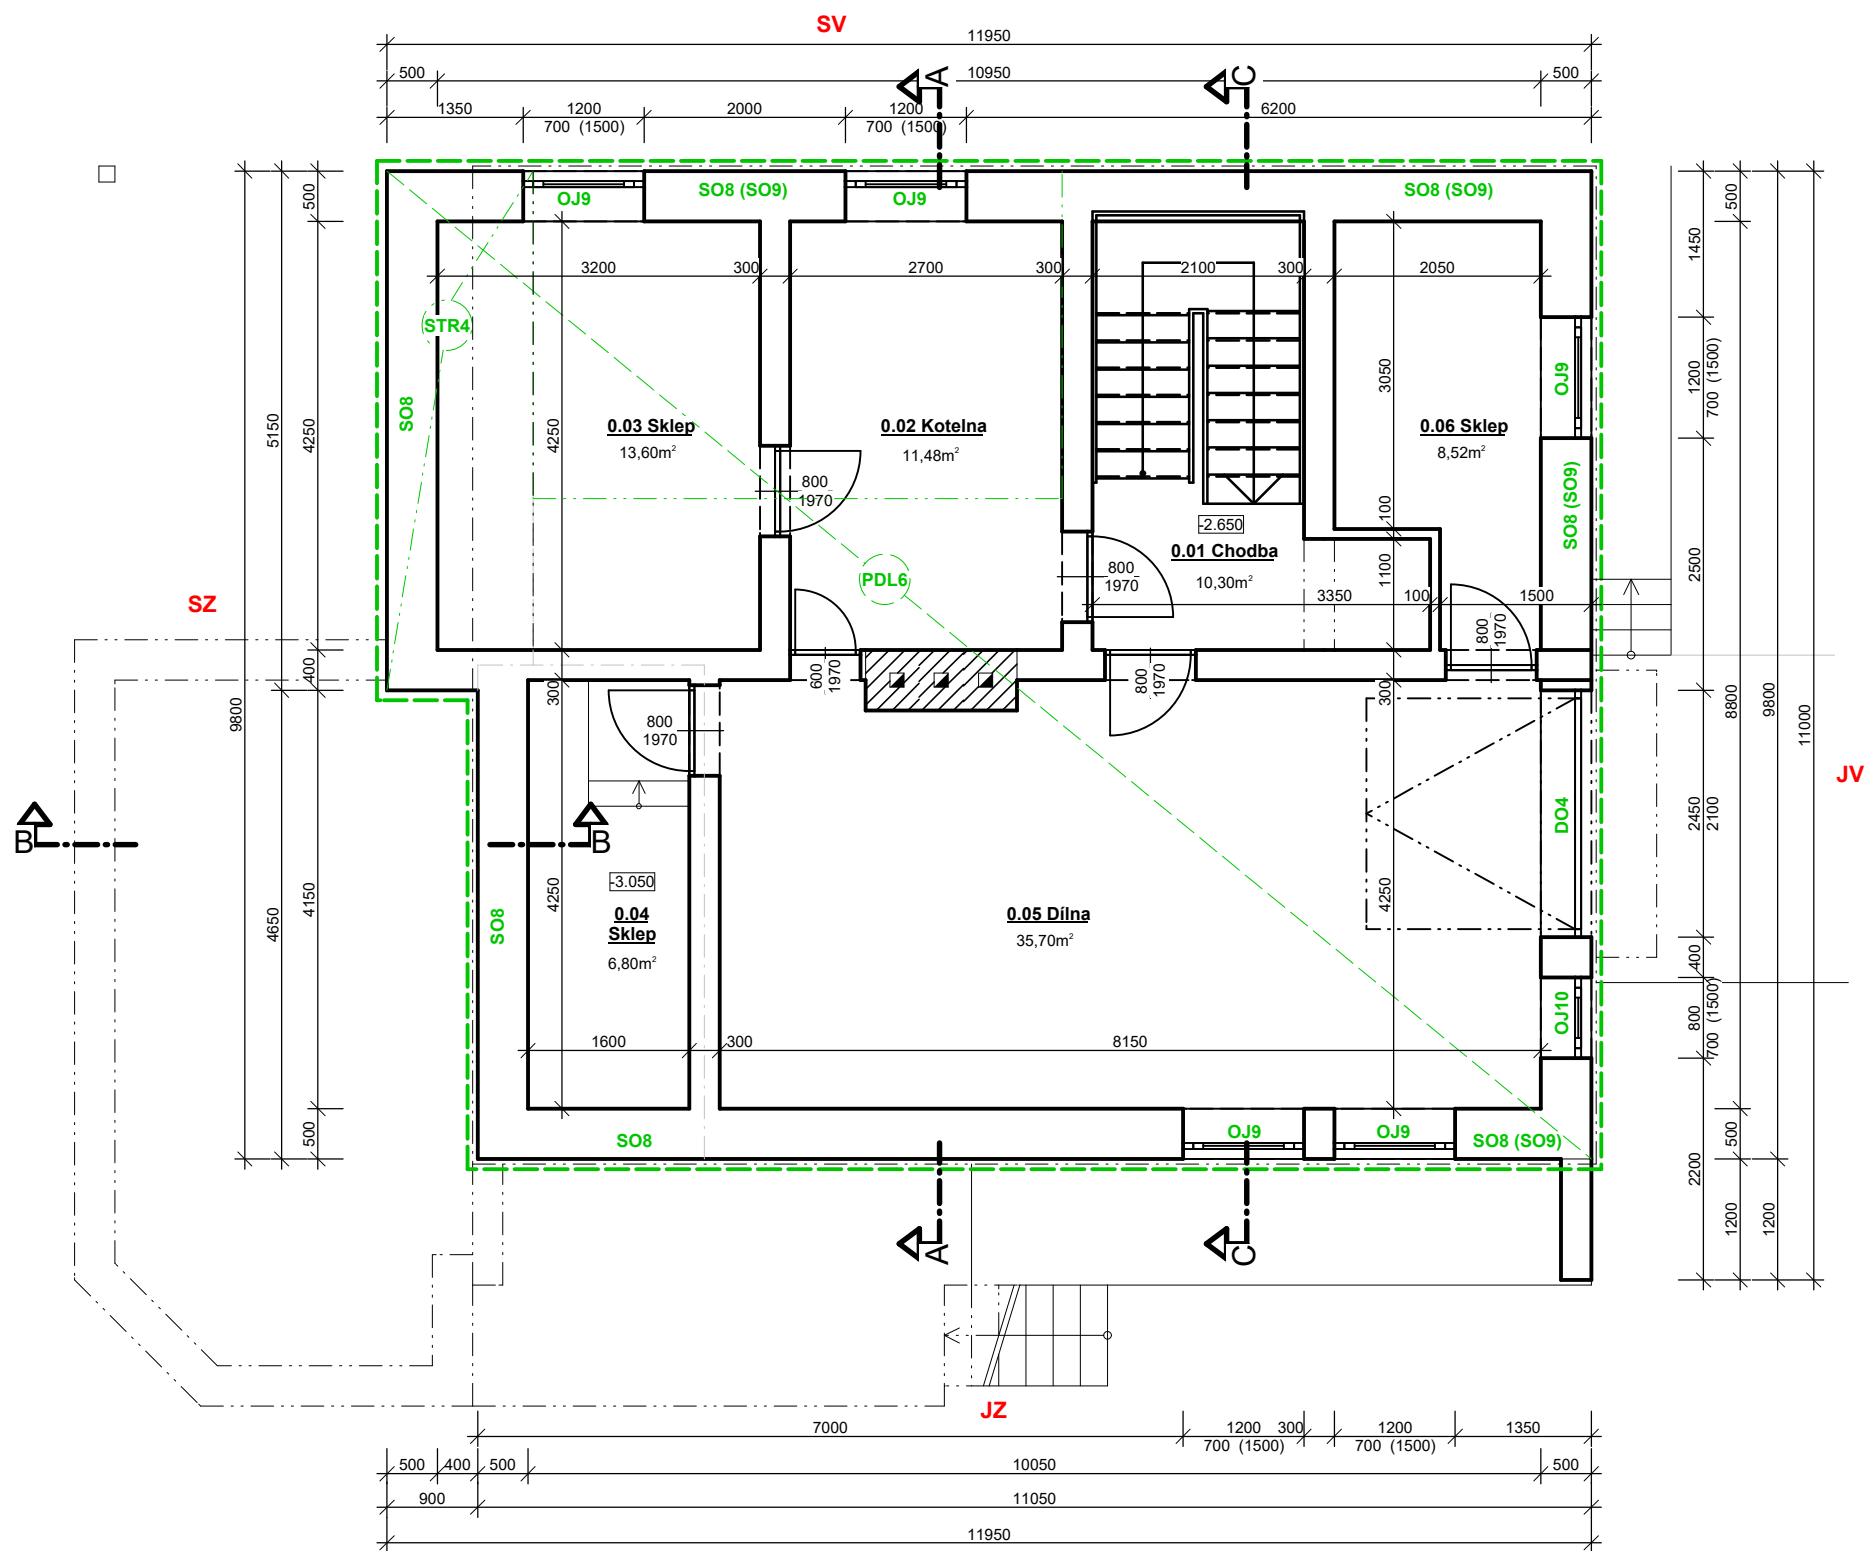 SV
11950
500
10950
500
A
C
1350
1200
700 (1500)
2000
1200
700 (1500)
6200
OJ9
SO8 (SO9)
OJ9
SO8 (SO9)
500
500
3200
300
2700
300
2100
300
2050
1450
STR4
SO8
5150
4250
4250
3050
OJ9
1200
700 (1500)
0.03 Sklep
13,60m²
0.02 Kotelna
11,48m²
0.06 Sklep
8,52m²
800
1970
-2.650
100
SO8 (SO9)
0.01 Chodba
10,30m²
800
1970
1100
2500
PDL6
3350
100
1500
SZ
800
1970
400
300
600
1970
800
1970
300
9800
800
1970
8800
9800
11000
JV
B
B
2450
2100
DO4
-3.050
4650
4150
4250
4250
0.04
Sklep
6,80m²
0.05 Dílna
35,70m²
SO8
400
OJ10
800
700 (1500)
1600
300
8150
500
SO8
OJ9
OJ9
SO8 (SO9)
500
2200
1200
1200
A
C
JZ
7000
1200
700 (1500)
300
1200
700 (1500)
1350
500
400
500
10050
500
900
11050
11950